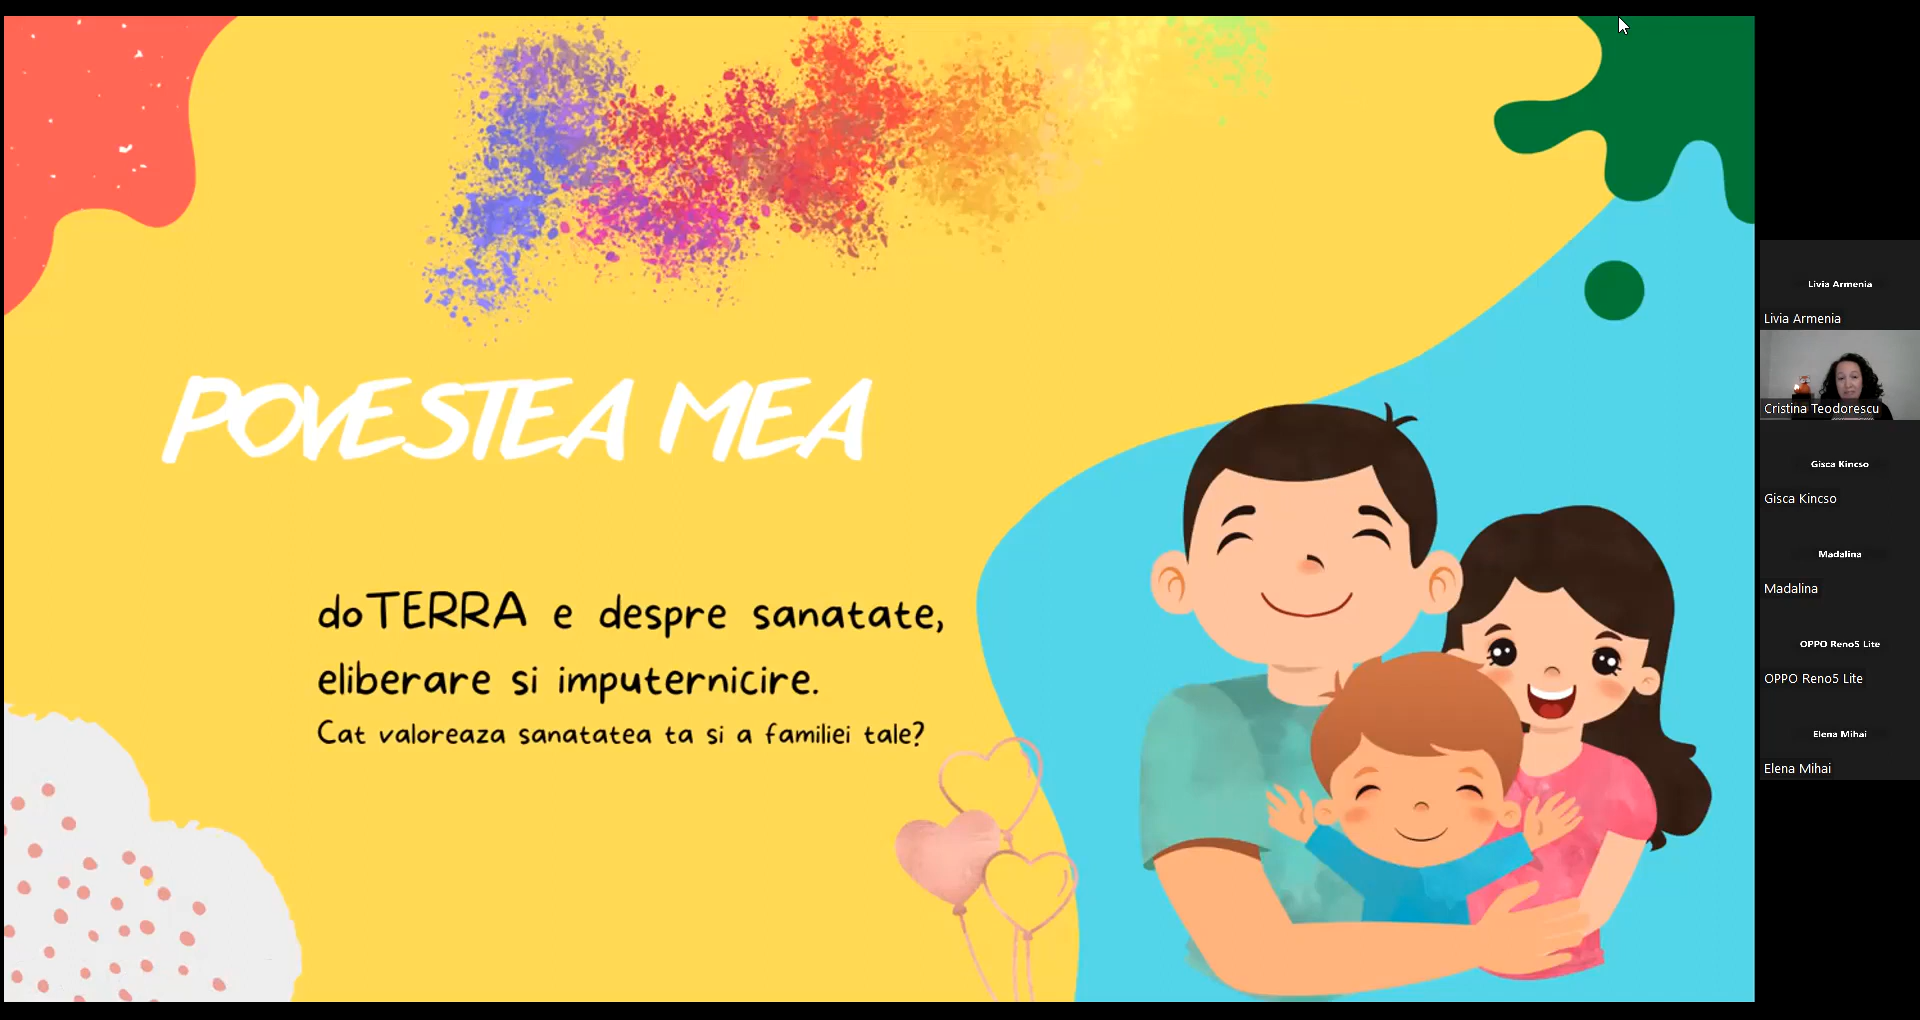 POVESTEA MEA
doTERRA e despre sanatate,
eliberare si imputernicire.
Cat valoreaza sanatatea ta si a familiei tale?
Livia Armenia
Livia Armenia
Cristina Teodorescu
Gisca Kincso
Gisca Kincso
Madalina
Madalina
OPPO Reno5 Lite
OPPO Reno5 Lite
Elena Mihai
Elena Mihai